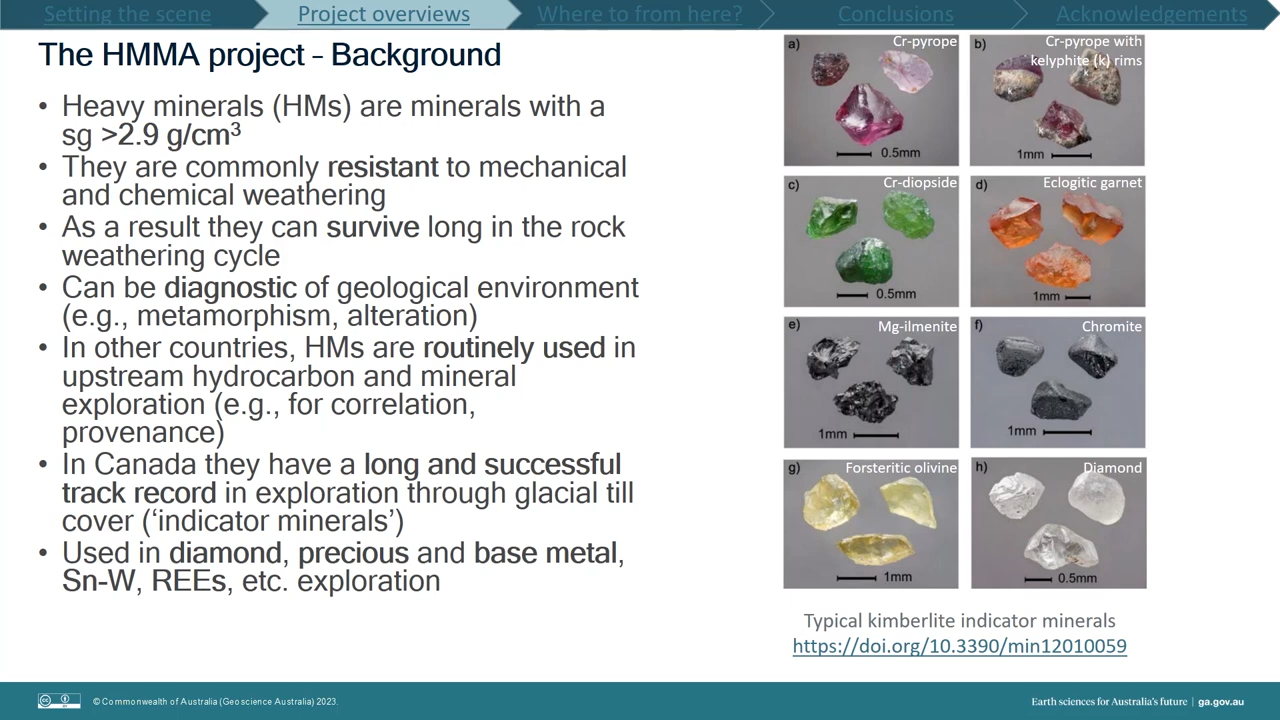 Setting the scene
Project overviews
Where to from here?
Conclusions
Acknowledgements
The HMMA project – Background
• Heavy minerals (HMs) are minerals with a
sg >2.9 g/cm³
• They are commonly resistant to mechanical
and chemical weathering
• As a result they can survive long in the rock
weathering cycle
• Can be diagnostic of geological environment
(e.g., metamorphism, alteration)
• In other countries, HMs are routinely used in
upstream hydrocarbon and mineral
exploration (e.g., for correlation,
provenance)
• In Canada they have a long and successful
track record in exploration through glacial till
cover (‘indicator minerals’)
• Used in diamond, precious and base metal,
Sn-W, REEs, etc. exploration
a) Cr-pyrope
0.5mm
b) Cr-pyrope with
kelyphite (k) rims
k
1mm
c) Cr-diopside
0.5mm
d) Eclogitic garnet
1mm
e) Mg-ilmenite
1mm
f) Chromite
1mm
g) Forsteritic olivine
1mm
h) Diamond
0.5mm
Typical kimberlite indicator minerals
https://doi.org/10.3390/min12010059
cc BY
© Commonwealth of Australia (Geoscience Australia) 2023.
Earth sciences for Australia’s future | ga.gov.au